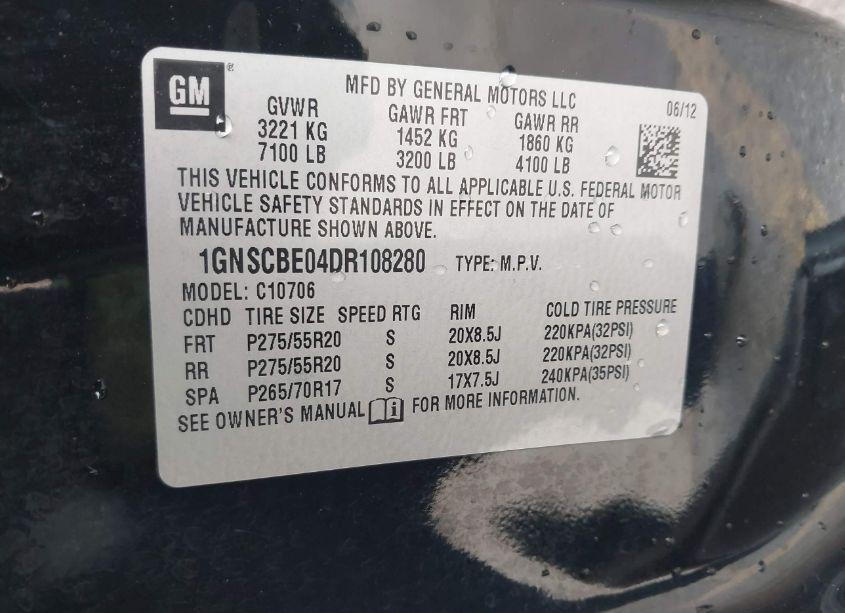 GM®
MFD BY GENERAL MOTORS LLC
06/12
GVWR GAWR FRT GAWR RR
3221 KG 1452 KG 1860 KG
7100 LB 3200 LB 4100 LB
THIS VEHICLE CONFORMS TO ALL APPLICABLE U.S. FEDERAL MOTOR
VEHICLE SAFETY STANDARDS IN EFFECT ON THE DATE OF
MANUFACTURE SHOWN ABOVE.
1GNSCBE04DR108280 TYPE: M.P.V.
MODEL: C10706
CDHD TIRE SIZE SPEED RTG RIM COLD TIRE PRESSURE
FRT P275/55R20 S 20X8.5J 220KPA(32PSI)
RR P275/55R20 S 20X8.5J 220KPA(32PSI)
SPA P265/70R17 S 17X7.5J 240KPA(35PSI)
SEE OWNER'S MANUAL i FOR MORE INFORMATION.